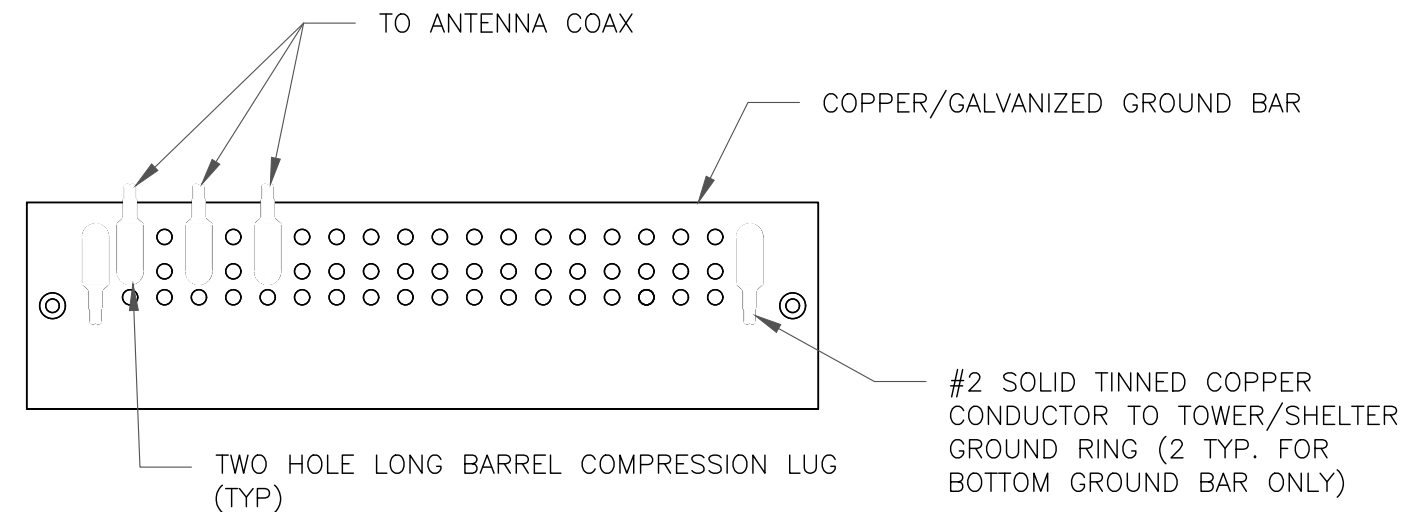 TO ANTENNA COAX
COPPER/GALVANIZED GROUND BAR
#2 SOLID TINNED COPPER
CONDUCTOR TO TOWER/SHELTER
GROUND RING (2 TYP. FOR
BOTTOM GROUND BAR ONLY)
TWO HOLE LONG BARREL COMPRESSION LUG
(TYP)